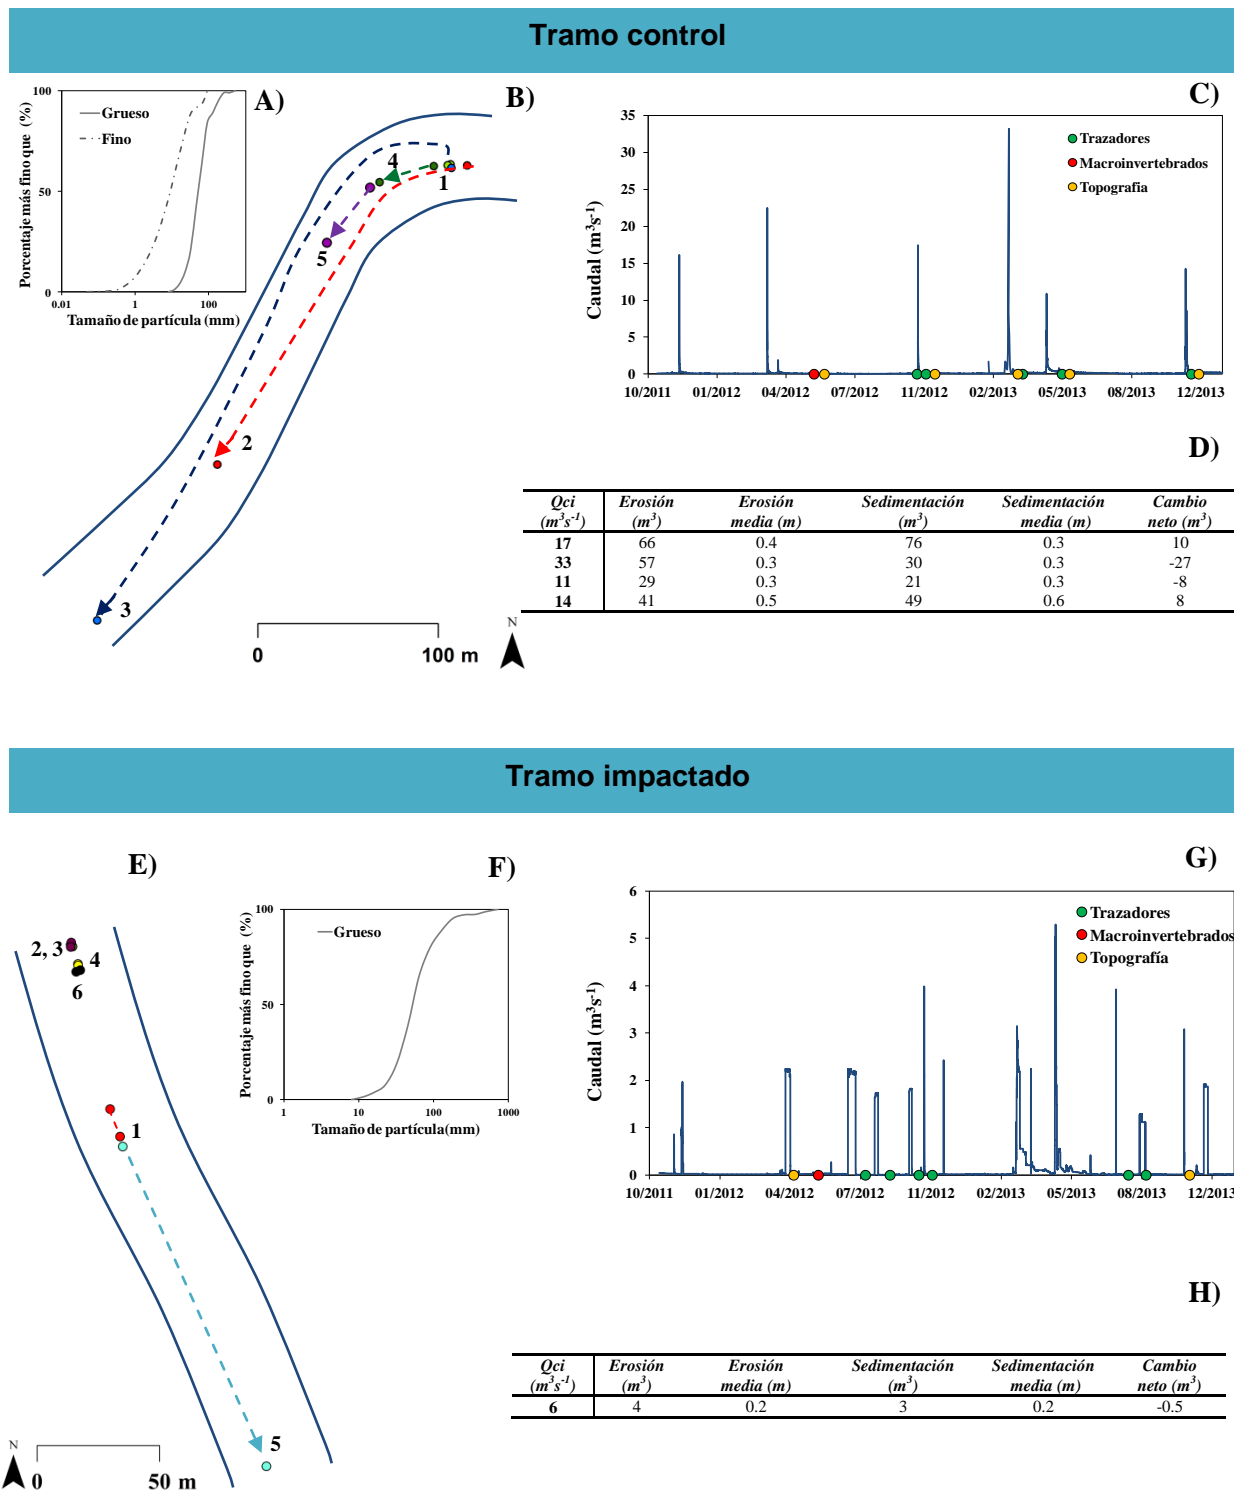 Tramo control
A)
Porcentaje más fino que (%)
100
50
0
Grueso
Fino
0.01
1
100
Tamaño de partícula (mm)
B)
4
1
5
2
3
0
100 m
N
C)
Caudal (m³s⁻¹)
35
30
25
20
15
10
5
0
Trazadores
Macroinvertebrados
Topografia
10/2011 01/2012 04/2012 07/2012 11/2012 02/2013 05/2013 08/2013 12/2013
D)
Qci (m³s⁻¹) Erosión (m³) Erosión media (m) Sedimentación (m³) Sedimentación media (m) Cambio neto (m³)
17 66 0.4 76 0.3 10
33 57 0.3 30 0.3 -27
11 29 0.3 21 0.3 -8
14 41 0.5 49 0.6 8
Tramo impactado
E)
2, 3
4
6
1
5
N
0
50 m
F)
Porcentaje más fino que (%)
100
50
0
Grueso
1 10 100 1000
Tamaño de partícula(mm)
G)
Caudal (m³s⁻¹)
6
5
4
3
2
1
0
Trazadores
Macroinvertebrados
Topografía
10/2011 01/2012 04/2012 07/2012 11/2012 02/2013 05/2013 08/2013 12/2013
H)
Qci (m³s⁻¹) Erosión (m³) Erosión media (m) Sedimentación (m³) Sedimentación media (m) Cambio neto (m³)
6 4 0.2 3 0.2 -0.5